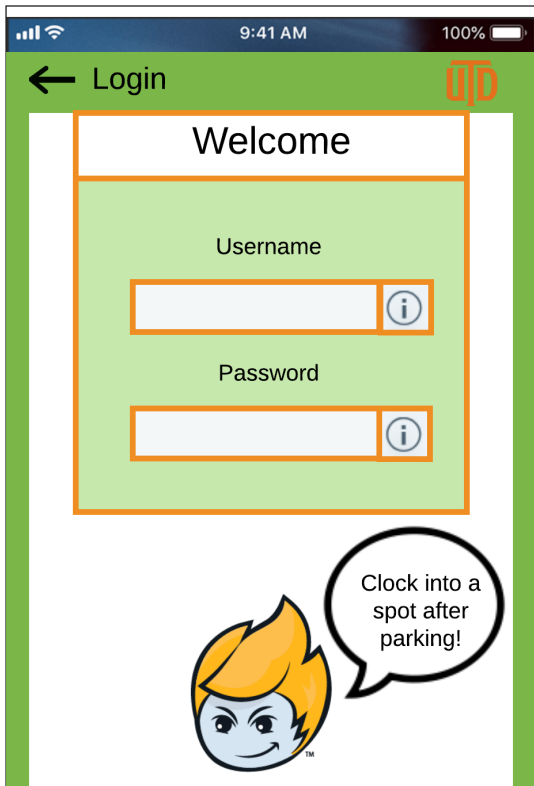 9:41 AM
100%
Login
UTD
Welcome
Username
Password
Clock into a
spot after
parking!
TM